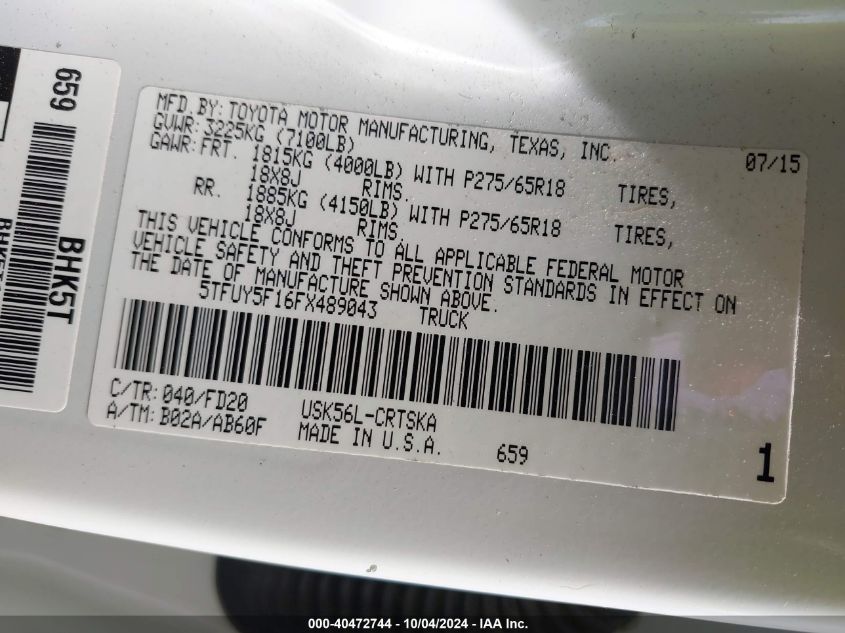 659
BHK5T
MFD. BY: TOYOTA MOTOR MANUFACTURING, TEXAS, INC. 07/15
GVWR: 3225KG (7100LB)
GAWR: FRT. 1815KG (4000LB) WITH P275/65R18 TIRES,
18X8J RIMS.
RR. 1885KG (4150LB) WITH P275/65R18 TIRES,
18X8J RIMS.
THIS VEHICLE CONFORMS TO ALL APPLICABLE FEDERAL MOTOR
VEHICLE SAFETY AND THEFT PREVENTION STANDARDS IN EFFECT ON
THE DATE OF MANUFACTURE SHOWN ABOVE.
5TFUY5F16FX489043 TRUCK
C/TR: 040/FD20 USK56L-CRTSKA
A/TM: B02A/AB60F MADE IN U.S.A. 659 1
000-40472744 - 10/04/2024 - IAA Inc.